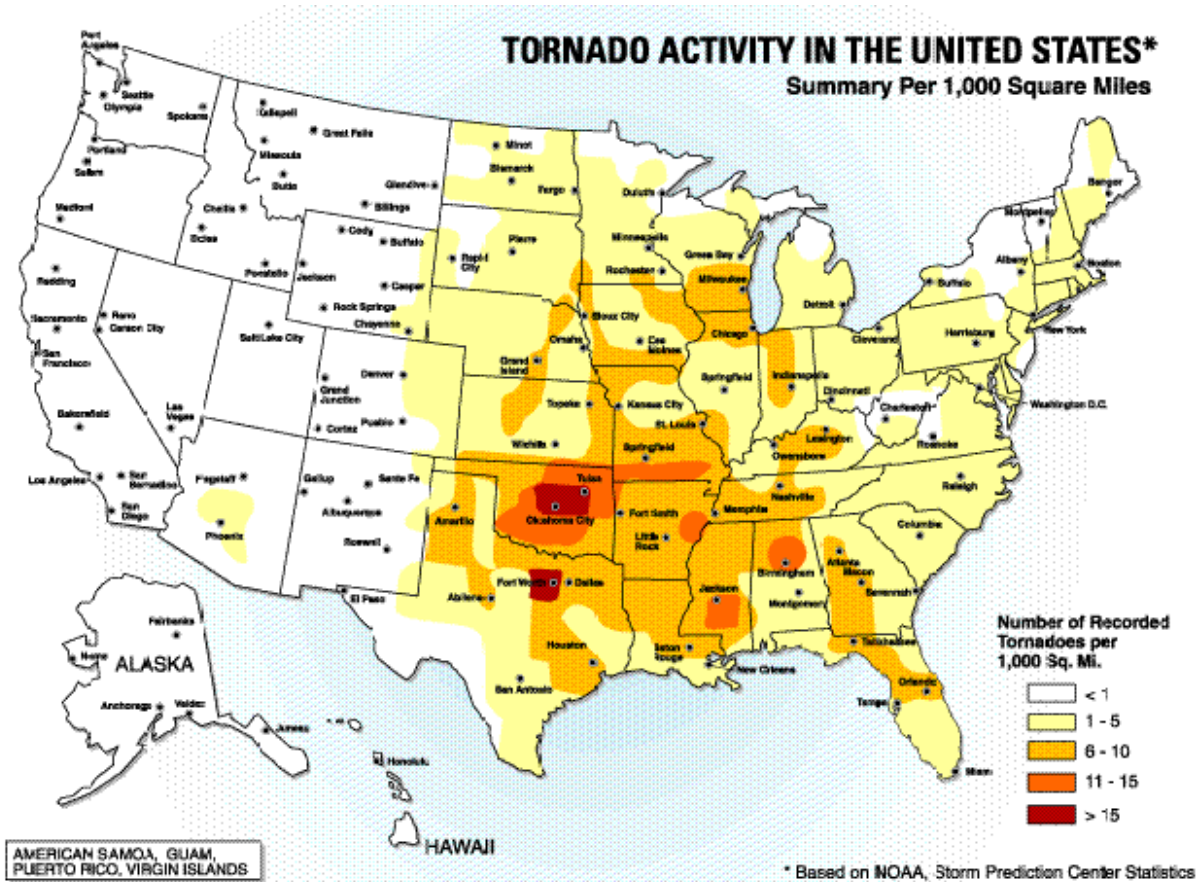 TORNADO ACTIVITY IN THE UNITED STATES*
Summary Per 1,000 Square Miles
Port
Angeles
Seattle
Olympia
Spokane
Portland
Salem
Medford
Kalispell
Great Falls
Missoula
Butte
Billings
Glendive
Challis
Boise
Pocatello
Cody
Buffalo
Jackson
Casper
Rock Springs
Cheyenne
Minot
Bismarck
Fargo
Rapid
City
Pierre
Duluth
Minneapolis
Rochester
Green Bay
Milwaukee
Chicago
Detroit
Bangor
Montpelier
Albany
Boston
Buffalo
New York
Harrisburg
Cleveland
Washington D.C.
Redding
Sacramento
San
Francisco
Bakersfield
Los Angeles
San
Bernadino
San
Diego
Reno
Carson City
Las
Vegas
Salt Lake City
Denver
Grand
Junction
Pueblo
Cortez
Sioux City
Omaha
Des
Moines
Grand
Island
Topeka
Kansas City
Wichita
Springfield
St. Louis
Springfield
Indianapolis
Cincinnati
Charleston
Roanoke
Lexington
Owensboro
Nashville
Memphis
Raleigh
Columbia
Flagstaff
Phoenix
Gallup
Santa Fe
Albuquerque
Roswell
El Paso
Amarillo
Tulsa
Oklahoma City
Fort Smith
Little
Rock
Fort Worth
Dallas
Abilene
Houston
San Antonio
Jackson
Baton
Rouge
New Orleans
Birmingham
Montgomery
Atlanta
Macon
Savannah
Tallahassee
Orlando
Tampa
Miami
Fairbanks
Nome
ALASKA
Anchorage
Valdez
Juneau
Honolulu
HAWAII
Number of Recorded
Tornadoes per
1,000 Sq. Mi.
< 1
1 - 5
6 - 10
11 - 15
> 15
AMERICAN SAMOA, GUAM,
PUERTO RICO, VIRGIN ISLANDS
* Based on NOAA, Storm Prediction Center Statistics